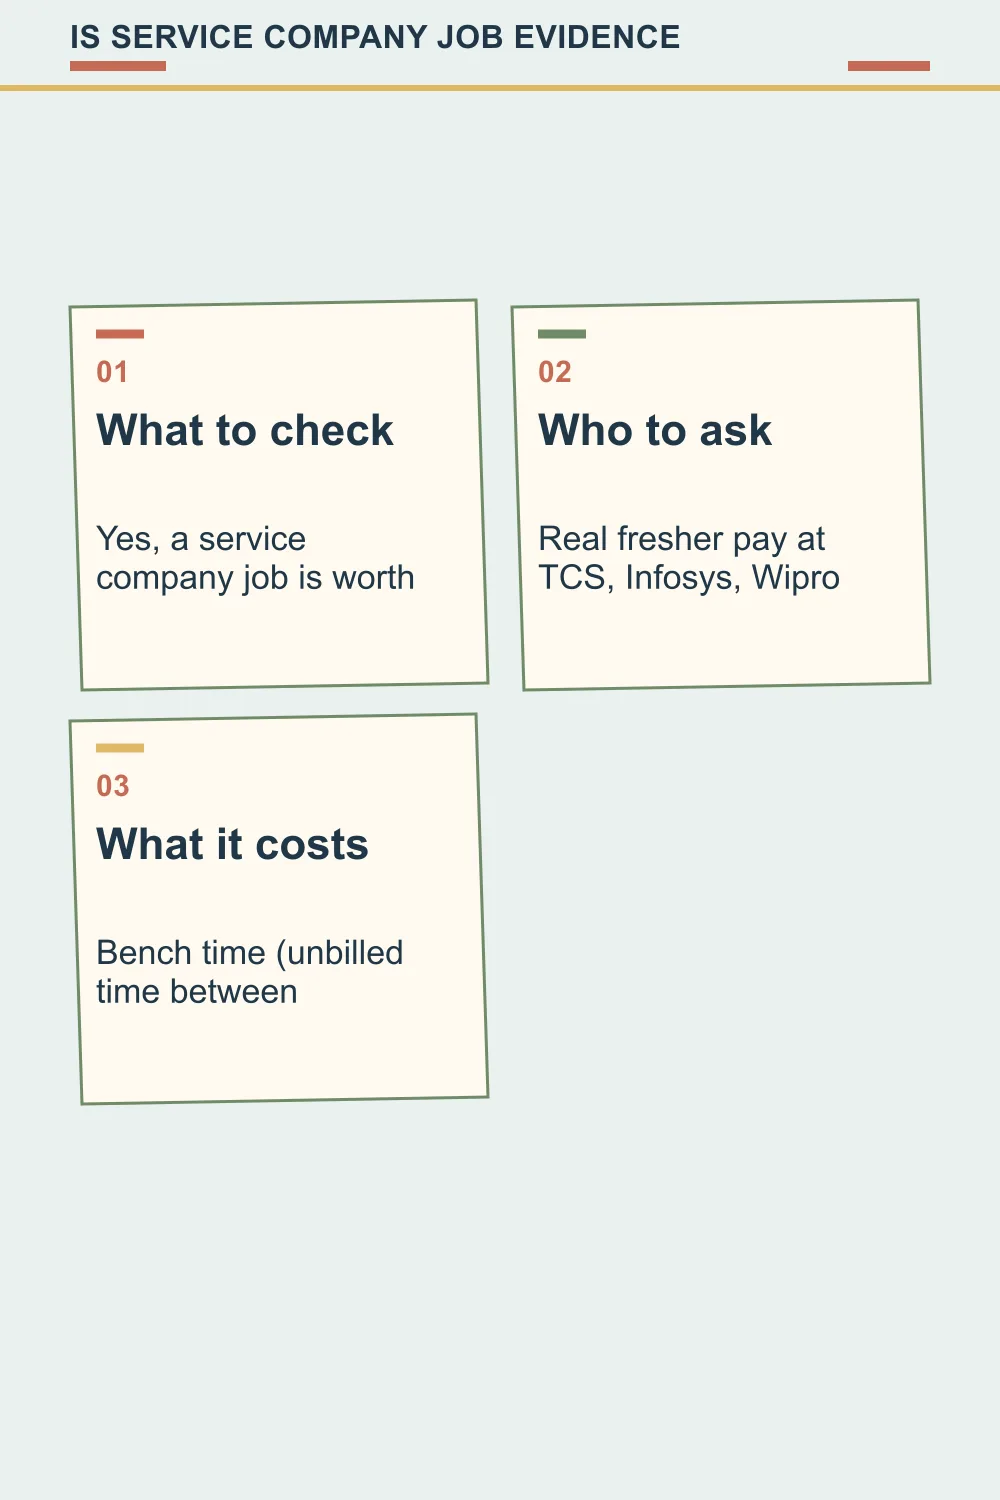 IS SERVICE COMPANY JOB EVIDENCE
01
What to check
Yes, a service
company job is worth
02
Who to ask
Real fresher pay at
TCS, Infosys, Wipro
03
What it costs
Bench time (unbilled
time between